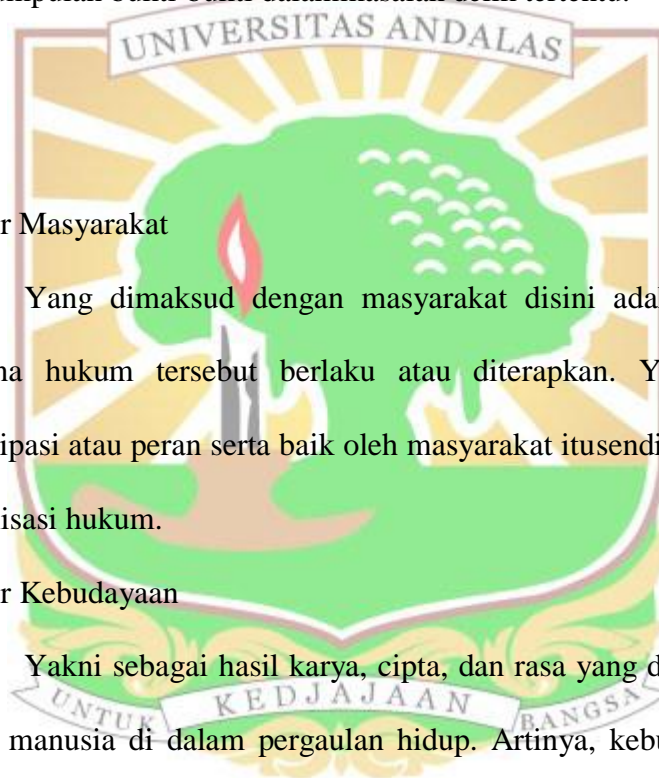 UNIVERSITAS ANDALAS
r Masyarakat
Yang dimaksud dengan masyarakat disini ada
na hukum tersebut berlaku atau diterapkan. Y
ipasi atau peran serta baik oleh masyarakat itusendi
isasi hukum.
r Kebudayaan
Yakni sebagai hasil karya, cipta, dan rasa yang d
manusia di dalam pergaulan hidup. Artinya, kebu
UNTUK KEDJAJAAN BANGSA